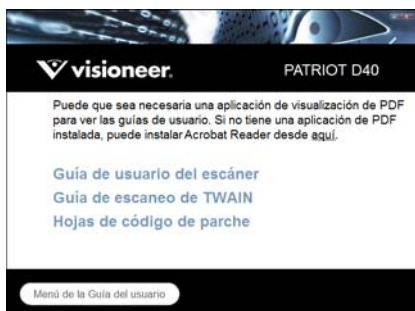 visioneer.
PATRIOT D40
Puede que sea necesaria una aplicación de visualización de PDF
para ver las guías de usuario. Si no tiene una aplicación de PDF
instalada, puede instalar Acrobat Reader desde aquí.
Guía de usuario del escáner
Guia de escaneo de TWAIN
Hojas de código de parche
Menú de la Guía del usuario